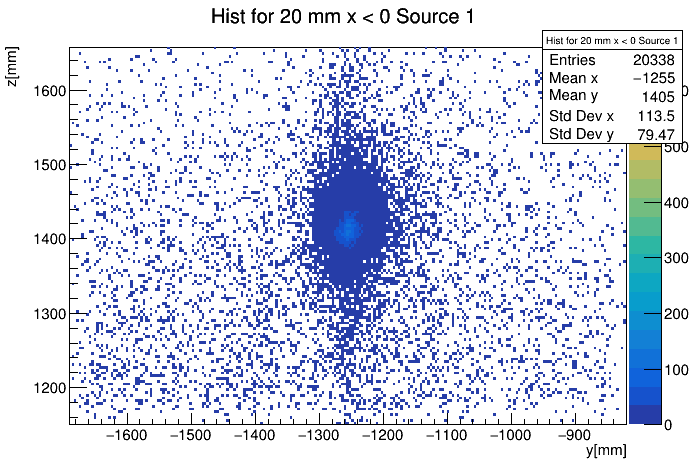 Hist for 20 mm x < 0 Source 1
z[mm]
Hist for 20 mm x < 0 Source 1
Entries 20338
Mean x −1255
Mean y 1405
Std Dev x 113.5
Std Dev y 79.47
1600
1500
1400
1300
1200
0
500
400
300
200
100
0
−1600 −1500 −1400 −1300 −1200 −1100 −1000 −900
y[mm]